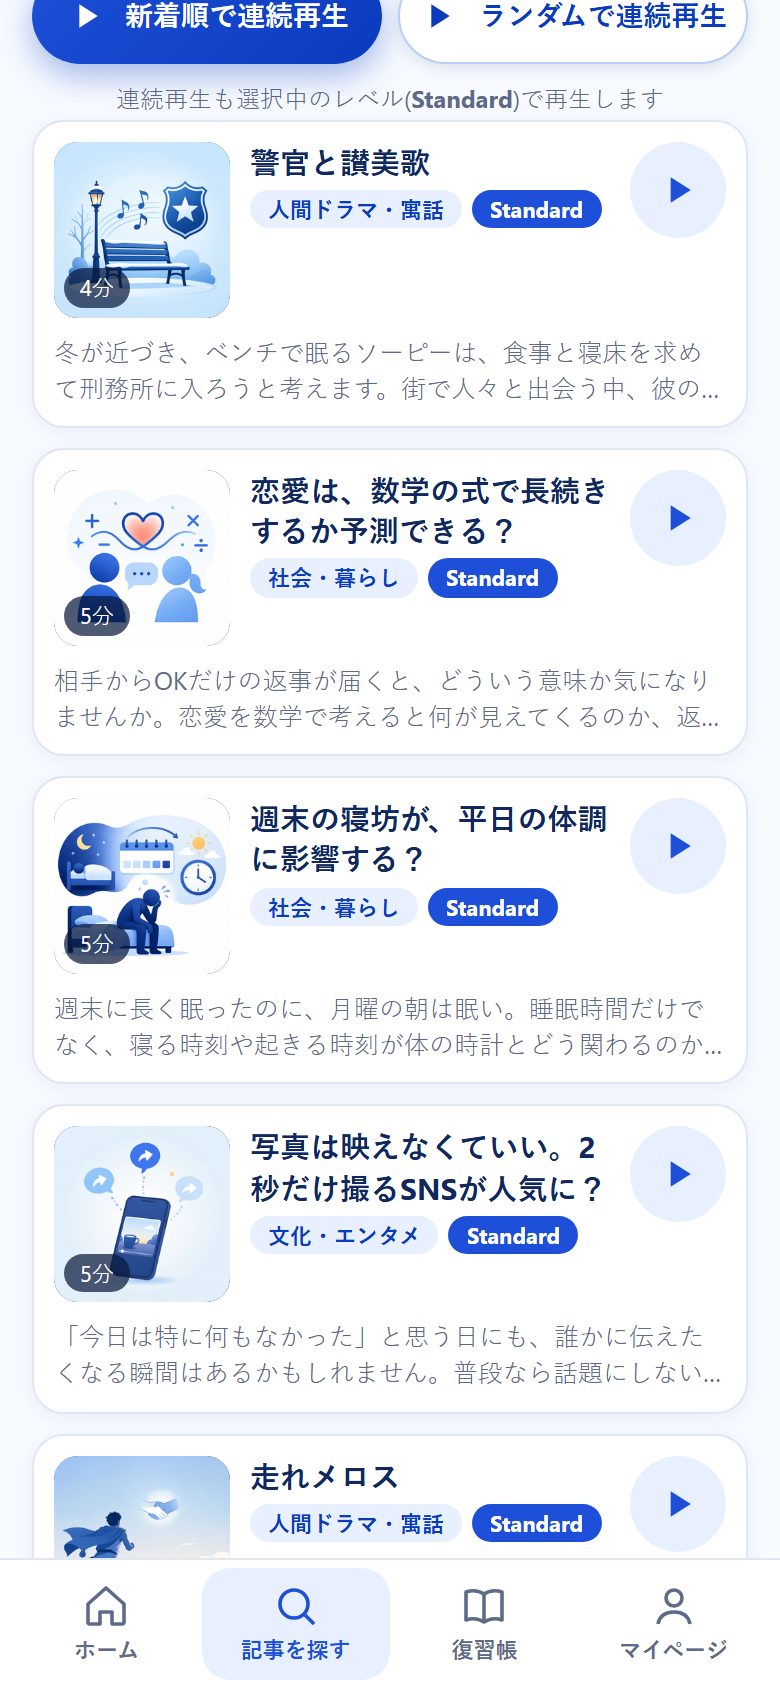 新着順で連続再生
ランダムで連続再生
連続再生も選択中のレベル(Standard)で再生します
警官と讃美歌
人間ドラマ・寓話 Standard
4分
冬が近づき、ベンチで眠るソーピーは、食事と寝床を求め
て刑務所に入ろうと考えます。街で人々と出会う中、彼の...
恋愛は、数学の式で長続き
するか予測できる？
社会・暮らし Standard
5分
相手からOKだけの返事が届くと、どういう意味か気になり
ませんか。恋愛を数学で考えると何が見えてくるのか、返...
週末の寝坊が、平日の体調
に影響する？
社会・暮らし Standard
5分
週末に長く眠ったのに、月曜の朝は眠い。睡眠時間だけで
なく、寝る時刻や起きる時刻が体の時計とどう関わるのか...
写真は映えなくていい。2
秒だけ撮るSNSが人気に？
文化・エンタメ Standard
5分
「今日は特に何もなかった」と思う日にも、誰かに伝えた
くなる瞬間はあるかもしれません。普段なら話題にしない...
走れメロス
人間ドラマ・寓話 Standard
ホーム
記事を探す
復習帳
マイページ